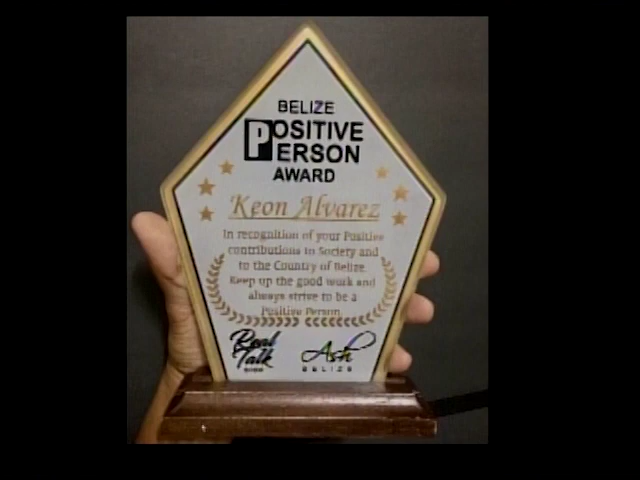 BELIZE
POSITIVE
PERSON
AWARD
Keon Alvarez
In recognition of your Positive
contributions to Society and
to the Country of Belize.
Keep up the good work and
always strive to be a
Positive Person
Real
Talk
Ash
BELIZE